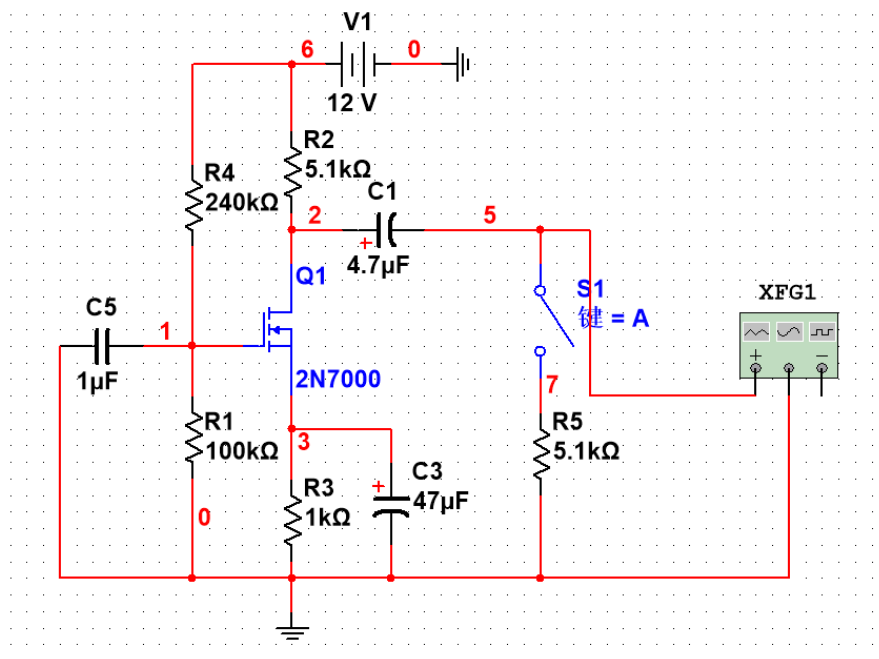 V1
6
0
12 V
R2
5.1kΩ
R4
240kΩ
C1
2
5
+
4.7µF
Q1
S1
键 = A
XFG1
C5
1
1µF
+
−
2N7000
7
R1
100kΩ
3
R5
5.1kΩ
C3
+
47µF
R3
1kΩ
0